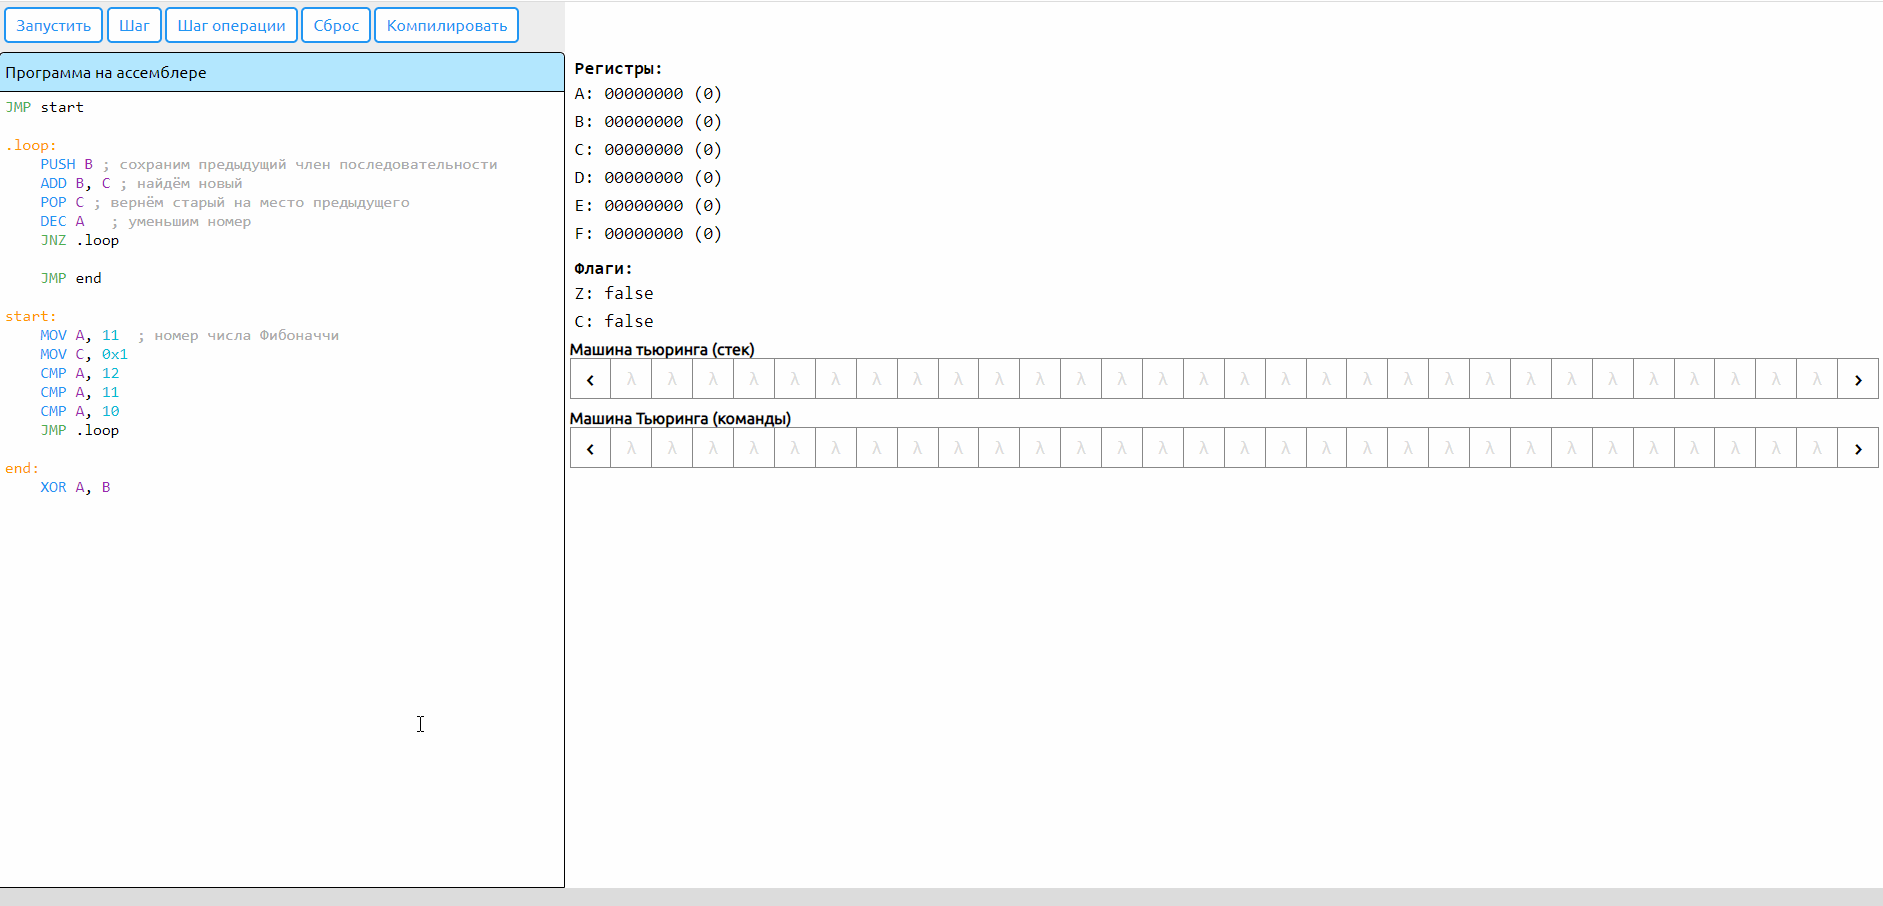 Запустить Шаг Шаг операции Сброс Компилировать
Программа на ассемблере
JMP start
.loop:
PUSH B ; сохраним предыдущий член последовательности
ADD B, C ; найдём новый
POP C ; вернём старый на место предыдущего
DEC A ; уменьшим номер
JNZ .loop
JMP end
start:
MOV A, 11 ; номер числа Фибоначчи
MOV C, 0x1
CMP A, 12
CMP A, 11
CMP A, 10
JMP .loop
end:
XOR A, B
Регистры:
A: 00000000 (0)
B: 00000000 (0)
C: 00000000 (0)
D: 00000000 (0)
E: 00000000 (0)
F: 00000000 (0)
Флаги:
Z: false
C: false
Машина тьюринга (стек)
‹ λ λ λ λ λ λ λ λ λ λ λ λ λ λ λ λ λ λ λ λ λ λ λ λ λ λ λ λ λ λ ›
Машина Тьюринга (команды)
‹ λ λ λ λ λ λ λ λ λ λ λ λ λ λ λ λ λ λ λ λ λ λ λ λ λ λ λ λ λ λ ›